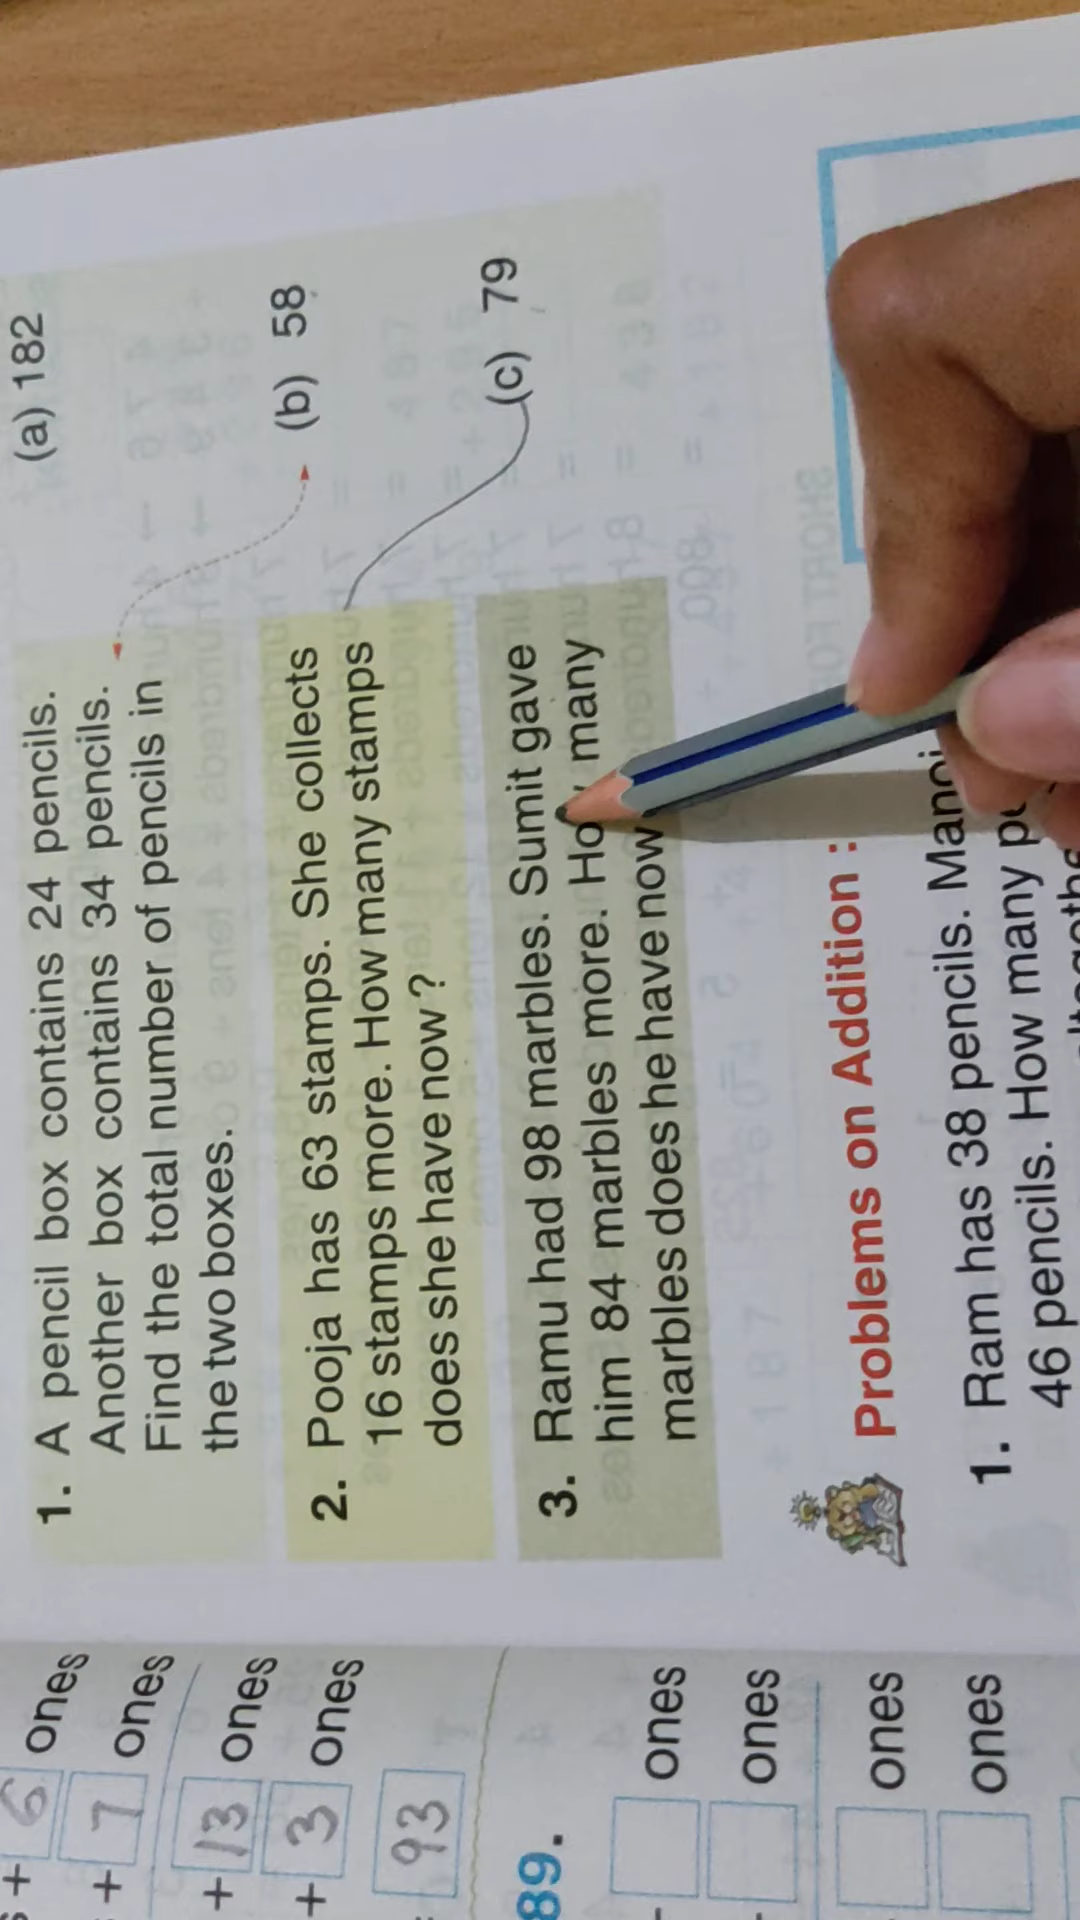 1. A pencil box contains 24 pencils.
Another box contains 34 pencils.
Find the total number of pencils in
the two boxes.
(a) 182
2. Pooja has 63 stamps. She collects
16 stamps more. How many stamps
does she have now ?
(b) 58
3. Ramu had 98 marbles. Sumit gave
him 84 marbles more. many
marbles does he have now
(c) 79
Problems on Addition :
1. Ram has 38 pencils.
46 pencils. How many
+ 6 ones
+ 7 ones
+ 13 ones
+ 3 ones
93
89.
ones
ones
ones
ones